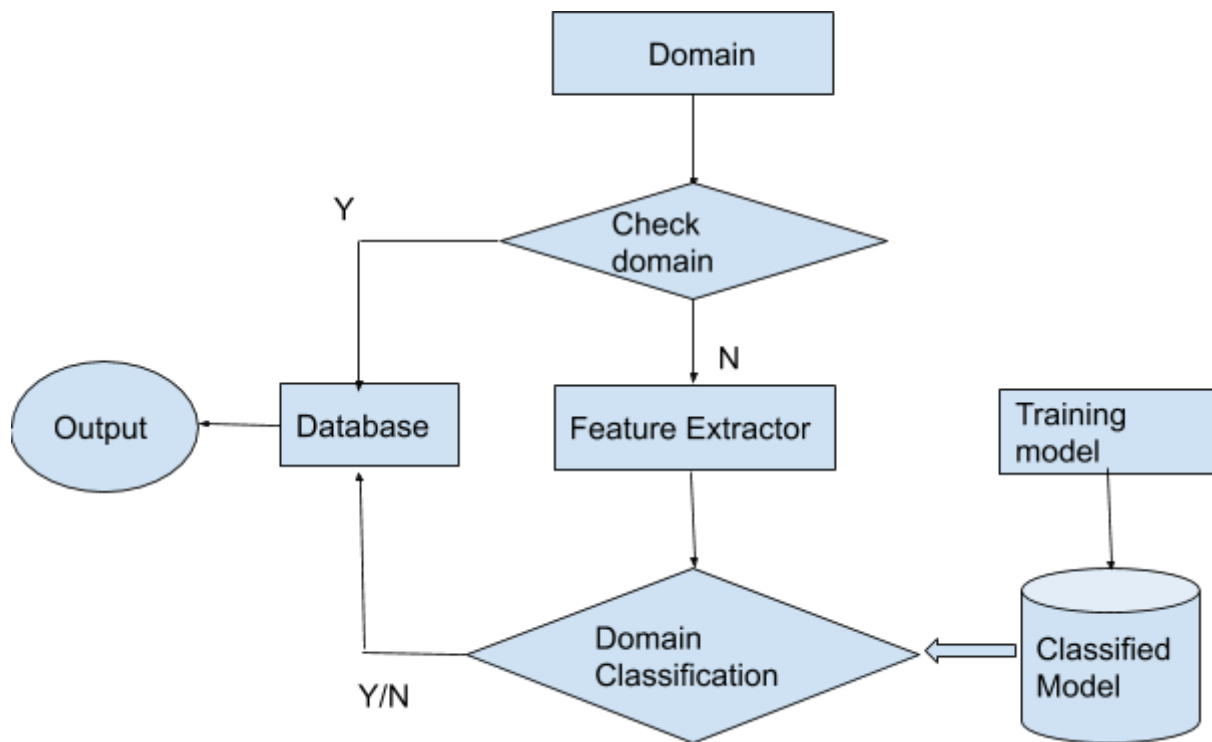 Domain
Y
Check
domain
N
Output
Database
Feature Extractor
Training
model
Domain
Classification
Classified
Model
Y/N